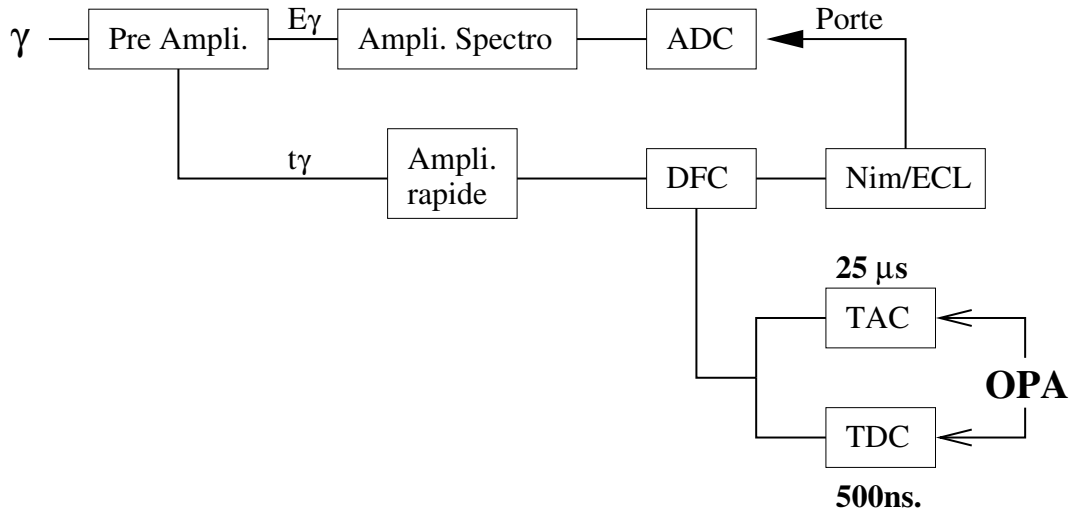 γ
Pre Ampli.
Eγ
Ampli. Spectro
ADC
Porte
tγ
Ampli.
rapide
DFC
Nim/ECL
25 μs
TAC
OPA
TDC
500ns.